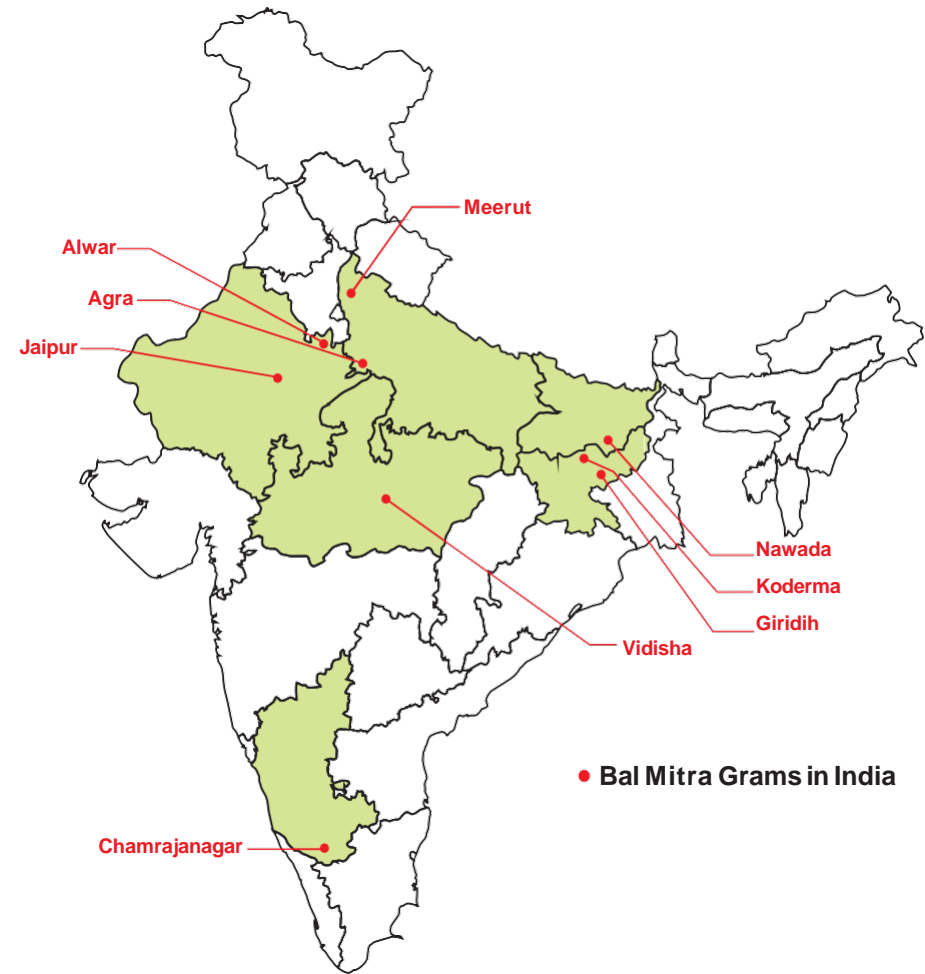 Meerut
Alwar
Agra
Jaipur
Nawada
Koderma
Giridih
Vidisha
Bal Mitra Grams in India
Chamrajanagar